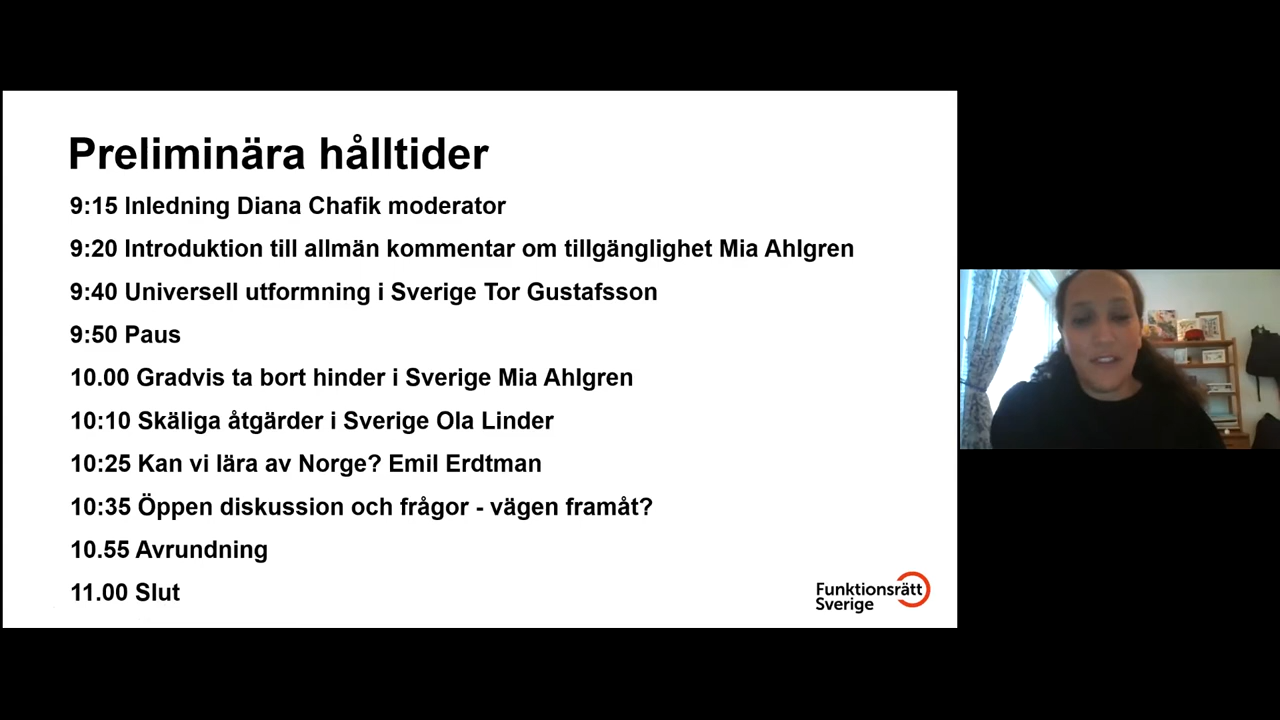 Preliminära hålltider
9:15 Inledning Diana Chafik moderator
9:20 Introduktion till allmän kommentar om tillgänglighet Mia Ahlgren
9:40 Universell utformning i Sverige Tor Gustafsson
9:50 Paus
10.00 Gradvis ta bort hinder i Sverige Mia Ahlgren
10:10 Skäliga åtgärder i Sverige Ola Linder
10:25 Kan vi lära av Norge? Emil Erdtman
10:35 Öppen diskussion och frågor - vägen framåt?
10.55 Avrundning
11.00 Slut
Funktionsrätt
Sverige